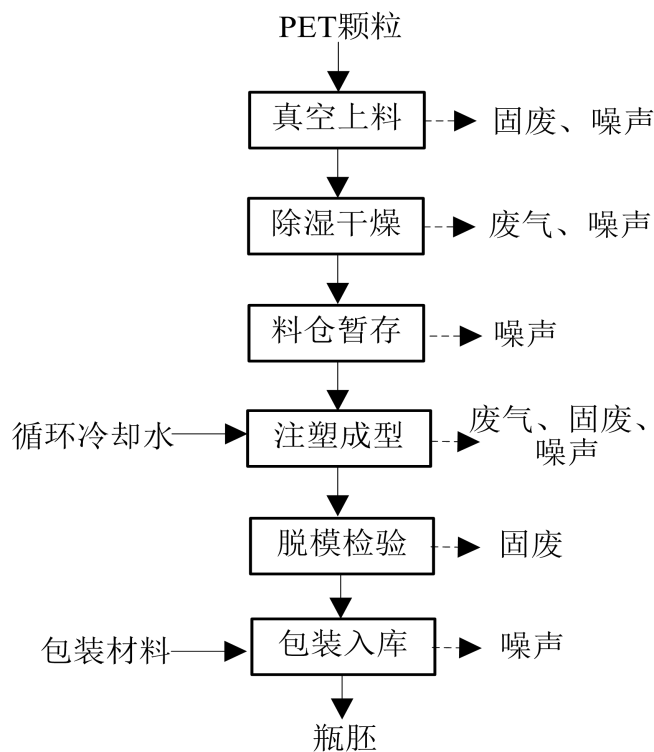 PET颗粒
真空上料
固废、噪声
除湿干燥
废气、噪声
料仓暂存
噪声
循环冷却水
注塑成型
废气、固废、
噪声
脱模检验
固废
包装材料
包装入库
噪声
瓶胚